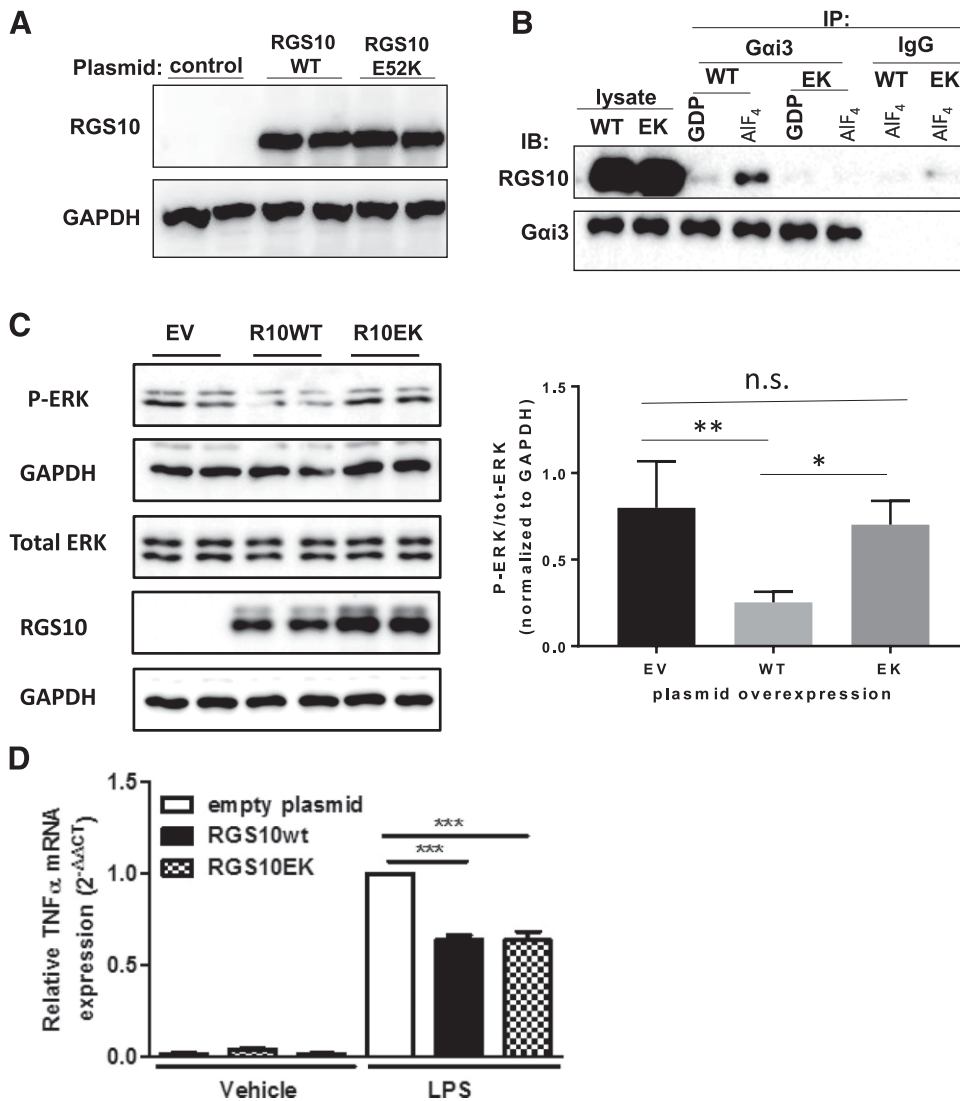 A
Plasmid: control
RGS10 WT
RGS10 E52K
RGS10
GAPDH
B
IP:
Gαi3
IgG
WT
EK
WT
EK
lysate
WT
EK
GDP
AlF4
GDP
AlF4
AlF4
AlF4
IB:
RGS10
Gαi3
C
EV
R10WT
R10EK
P-ERK
GAPDH
Total ERK
RGS10
GAPDH
P-ERK/tot-ERK
(normalized to GAPDH)
1.5
1.0
0.5
0.0
n.s.
**
*
EV
WT
EK
plasmid overexpression
D
Relative TNFα mRNA
expression (2-ΔΔCT)
1.5
1.0
0.5
0.0
empty plasmid
RGS10wt
RGS10EK
***
***
Vehicle
LPS